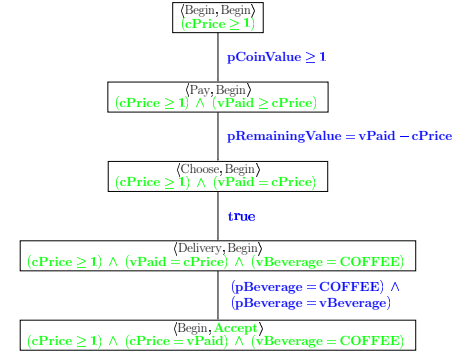 ⟨Begin, Begin⟩
(cPrice ≥ 1)
pCoinValue ≥ 1
⟨Pay, Begin⟩
(cPrice ≥ 1) ∧ (vPaid ≥ cPrice)
pRemainingValue = vPaid − cPrice
⟨Choose, Begin⟩
(cPrice ≥ 1) ∧ (vPaid = cPrice)
true
⟨Delivery, Begin⟩
(cPrice ≥ 1) ∧ (vPaid = cPrice) ∧ (vBeverage = COFFEE)
(pBeverage = COFFEE) ∧
(pBeverage = vBeverage)
⟨Begin, Accept⟩
(cPrice ≥ 1) ∧ (cPrice = vPaid) ∧ (vBeverage = COFFEE)